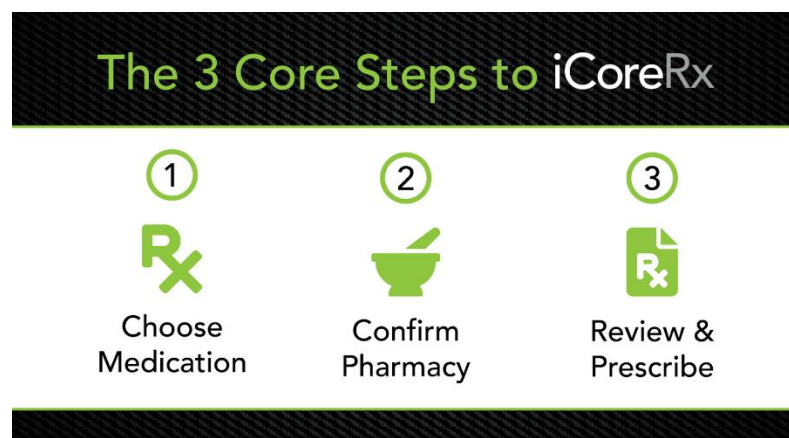 The 3 Core Steps to iCoreRx
1
2
3
Rx
Rx
Choose
Medication
Confirm
Pharmacy
Review &
Prescribe